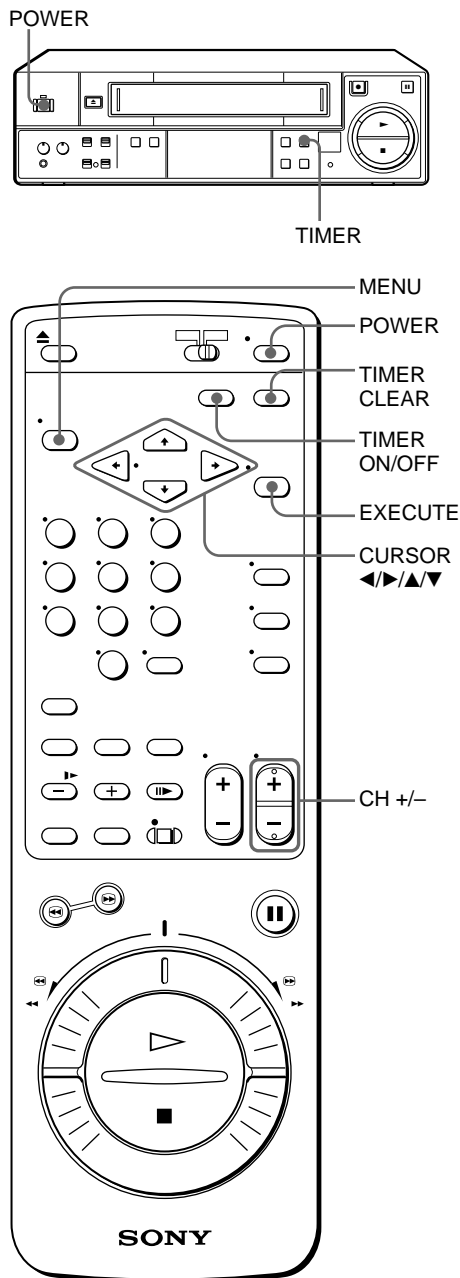 POWER
TIMER
MENU
POWER
TIMER
CLEAR
TIMER
ON/OFF
EXECUTE
CURSOR
◀/▶/▲/▼
CH +/–
SONY